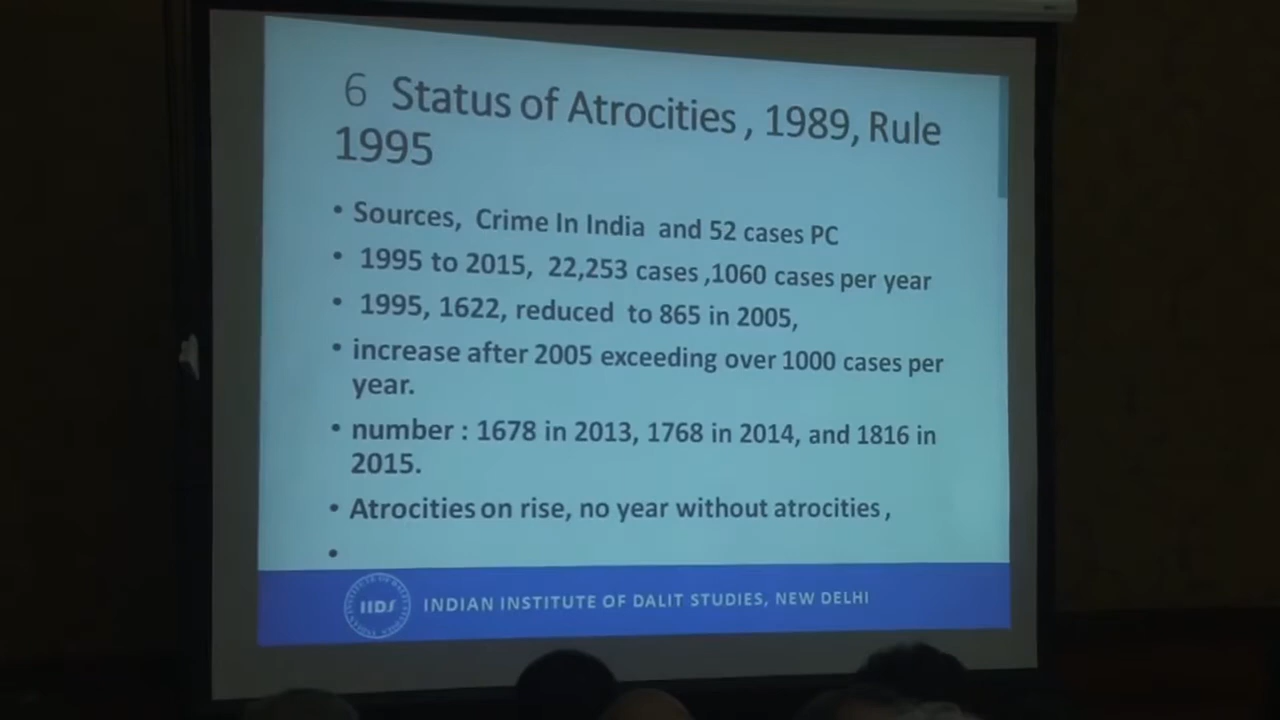 6 Status of Atrocities , 1989, Rule
1995
• Sources, Crime In India and 52 cases PC
• 1995 to 2015, 22,253 cases ,1060 cases per year
• 1995, 1622, reduced to 865 in 2005,
• increase after 2005 exceeding over 1000 cases per
year.
• number : 1678 in 2013, 1768 in 2014, and 1816 in
2015.
• Atrocities on rise, no year without atrocities ,
•
IIDS
INDIAN INSTITUTE OF DALIT STUDIES, NEW DELHI